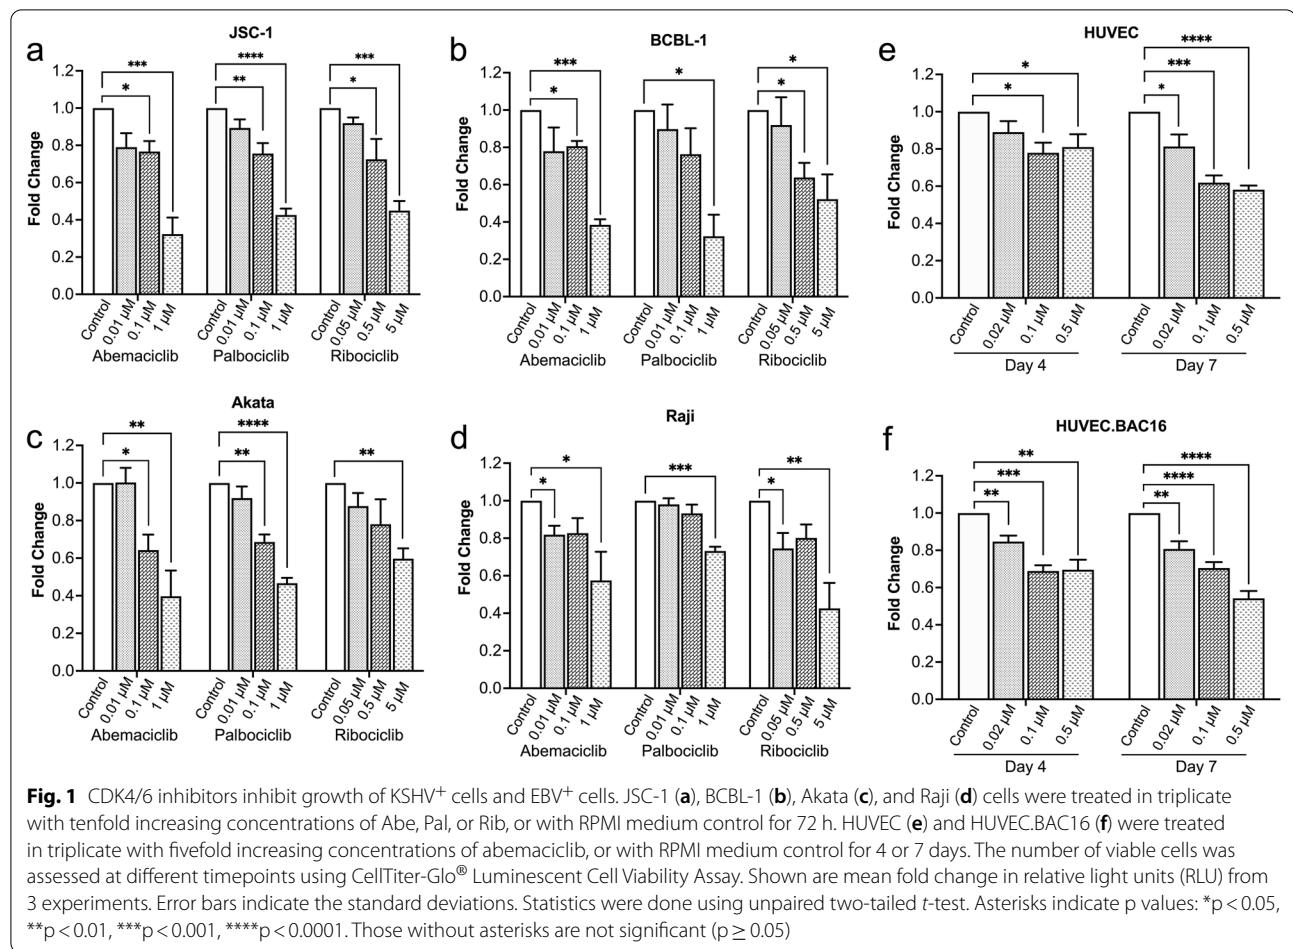 a
JSC-1
Fold Change
1.2
1.0
0.8
0.6
0.4
0.2
0.0
***
*
****
**
***
*
Control
0.01 µM
0.1 µM
1 µM
Control
0.01 µM
0.1 µM
1 µM
Control
0.05 µM
0.5 µM
5 µM
Abemaciclib
Palbociclib
Ribociclib
b
BCBL-1
Fold Change
1.2
1.0
0.8
0.6
0.4
0.2
0.0
***
*
*
*
*
Control
0.01 µM
0.1 µM
1 µM
Control
0.01 µM
0.1 µM
1 µM
Control
0.05 µM
0.5 µM
5 µM
Abemaciclib
Palbociclib
Ribociclib
e
HUVEC
Fold Change
1.2
1.0
0.8
0.6
0.4
0.2
0.0
*
*
****
***
*
Control
0.02 µM
0.1 µM
0.5 µM
Control
0.02 µM
0.1 µM
0.5 µM
Day 4
Day 7
c
Akata
Fold Change
1.2
1.0
0.8
0.6
0.4
0.2
0.0
**
*
****
**
**
Control
0.01 µM
0.1 µM
1 µM
Control
0.01 µM
0.1 µM
1 µM
Control
0.05 µM
0.5 µM
5 µM
Abemaciclib
Palbociclib
Ribociclib
d
Raji
Fold Change
1.2
1.0
0.8
0.6
0.4
0.2
0.0
*
*
***
**
*
Control
0.01 µM
0.1 µM
1 µM
Control
0.01 µM
0.1 µM
1 µM
Control
0.05 µM
0.5 µM
5 µM
Abemaciclib
Palbociclib
Ribociclib
f
HUVEC.BAC16
Fold Change
1.2
1.0
0.8
0.6
0.4
0.2
0.0
**
***
**
****
****
**
Control
0.02 µM
0.1 µM
0.5 µM
Control
0.02 µM
0.1 µM
0.5 µM
Day 4
Day 7
Fig. 1 CDK4/6 inhibitors inhibit growth of KSHV⁺ cells and EBV⁺ cells. JSC-1 (a), BCBL-1 (b), Akata (c), and Raji (d) cells were treated in triplicate
with tenfold increasing concentrations of Abe, Pal, or Rib, or with RPMI medium control for 72 h. HUVEC (e) and HUVEC.BAC16 (f) were treated
in triplicate with fivefold increasing concentrations of abemaciclib, or with RPMI medium control for 4 or 7 days. The number of viable cells was
assessed at different timepoints using CellTiter-Glo® Luminescent Cell Viability Assay. Shown are mean fold change in relative light units (RLU) from
3 experiments. Error bars indicate the standard deviations. Statistics were done using unpaired two-tailed t-test. Asterisks indicate p values: *p < 0.05,
**p < 0.01, ***p < 0.001, ****p < 0.0001. Those without asterisks are not significant (p ≥ 0.05)